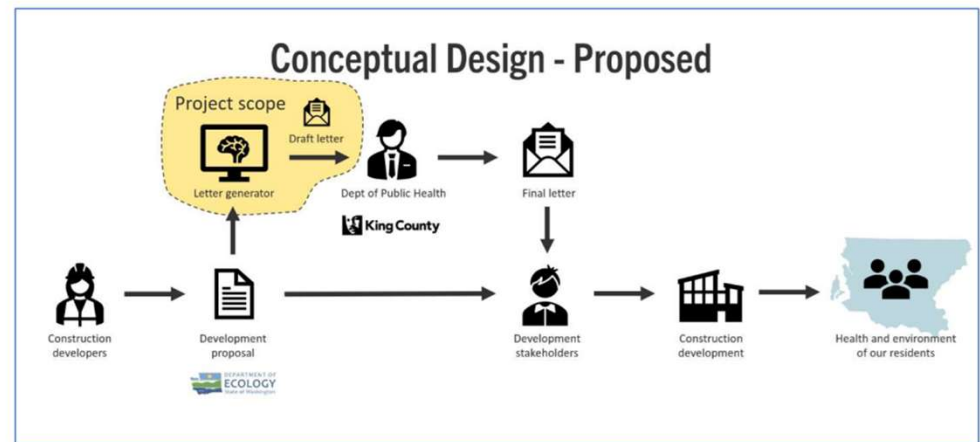 Conceptual Design - Proposed
Project scope
Draft letter
Letter generator
Dept of Public Health
Final letter
King County
Construction
developers
Development
proposal
DEPARTMENT OF
ECOLOGY
State of Washington
Development
stakeholders
Construction
development
Health and environment
of our residents